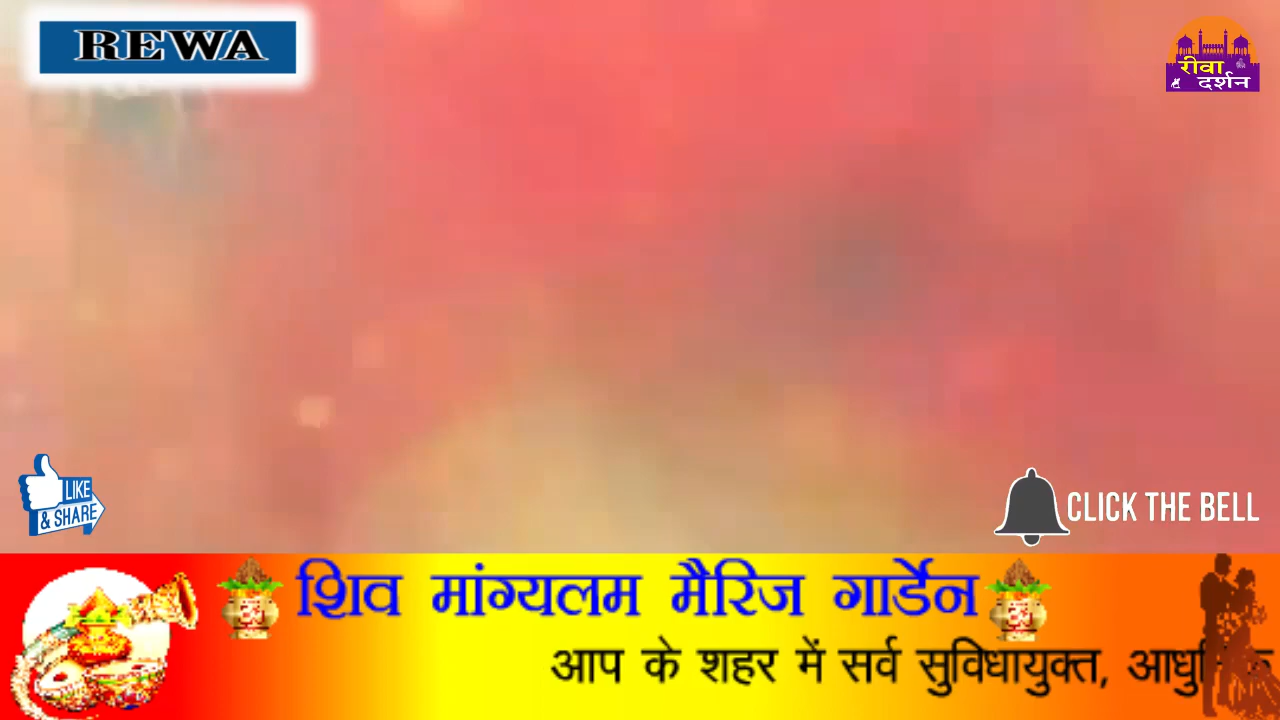 REWA
रीवा
दर्शन
LIKE
& SHARE
CLICK THE BELL
शिव मांग्यलम मैरिज गार्डेन
आप के शहर में सर्व सुविधायुक्त,